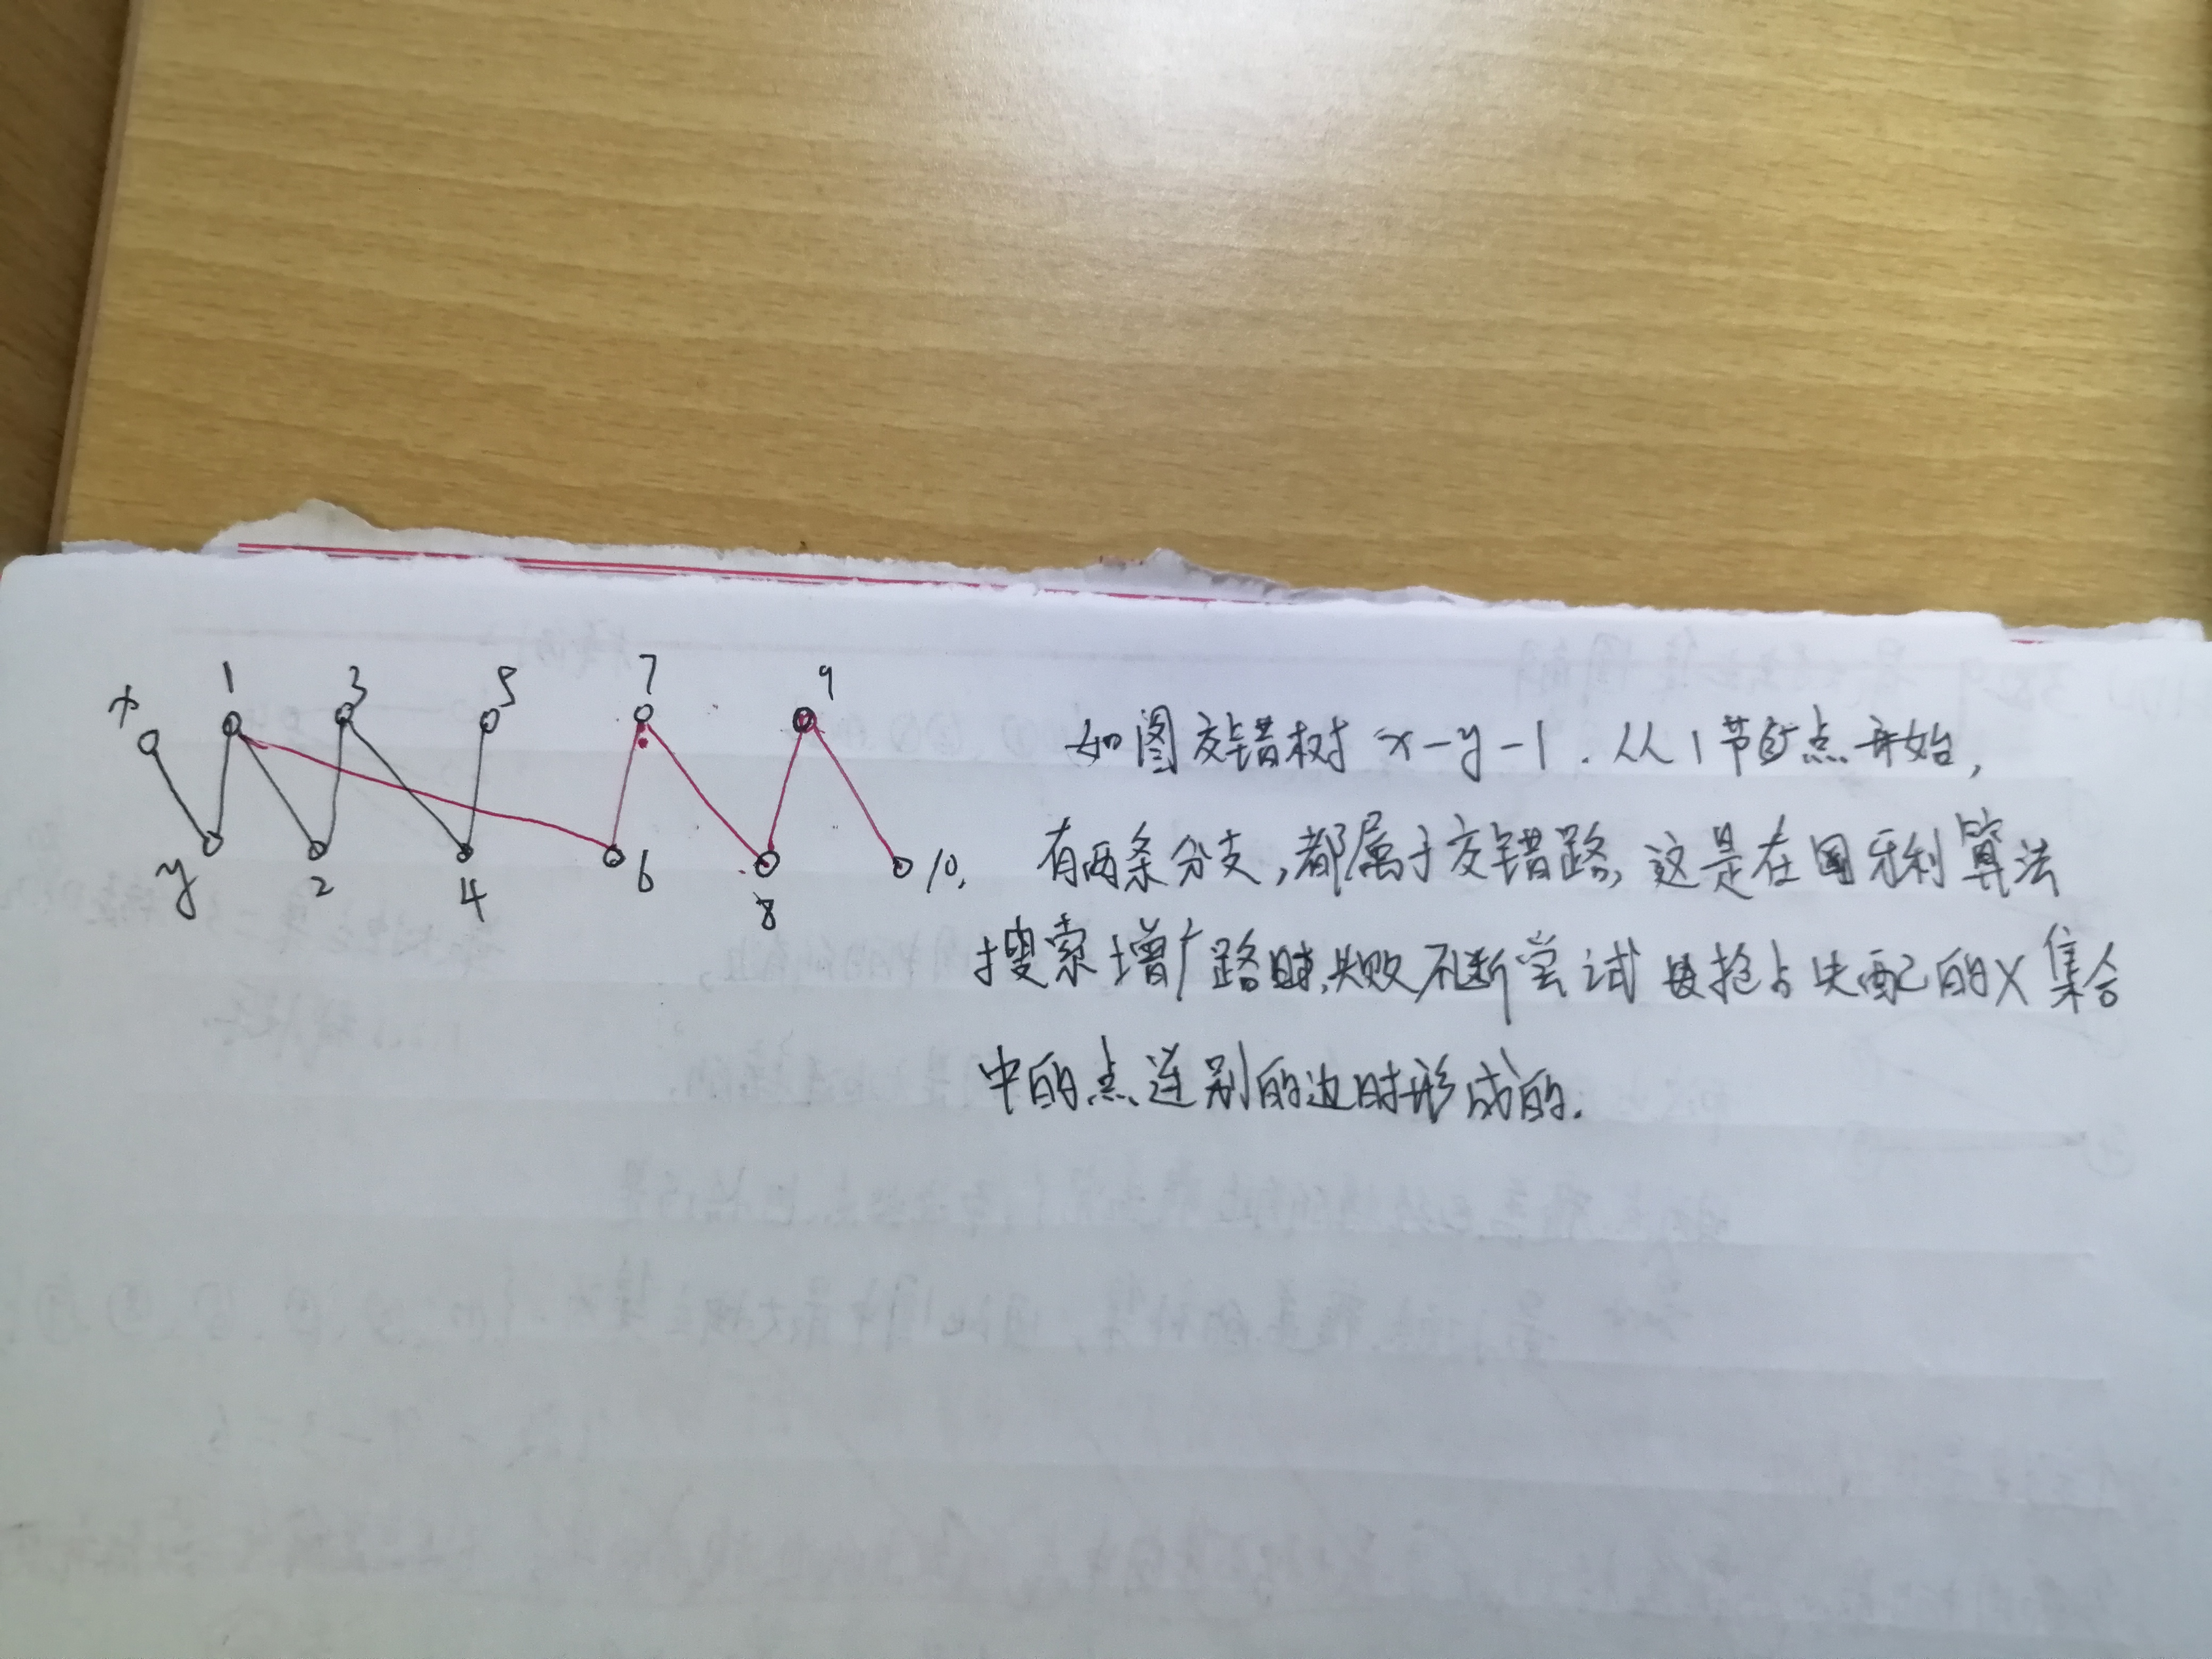 x 1 3 5 7 9
y 2 4 6 8 10.
如图交错树 x-y-1. 从1节点开始,
有两条分支,都属于交错路,这是在匈牙利算法
搜索增广路时,失败不断尝试被抢占失配的X集合
中的点连别的边时形成的.